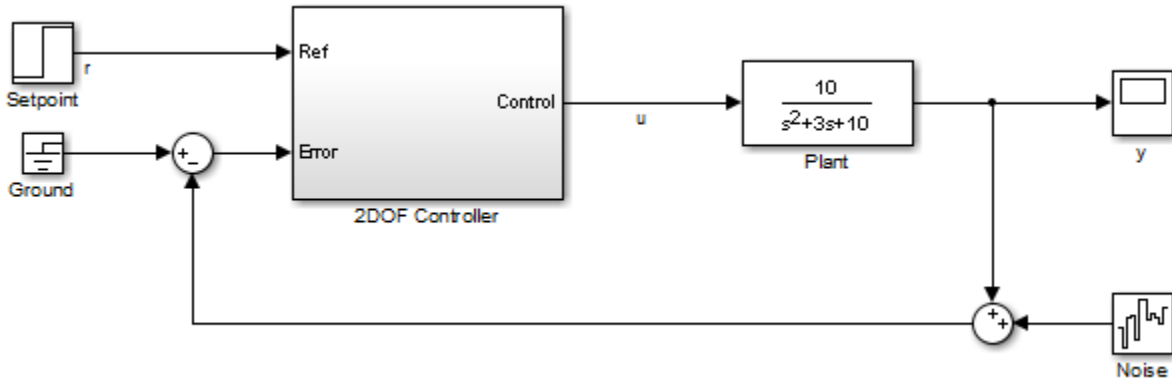 Setpoint
r
Ground
+
−
Ref
Error
Control
2DOF Controller
u
10
s²+3s+10
Plant
y
+
+
Noise